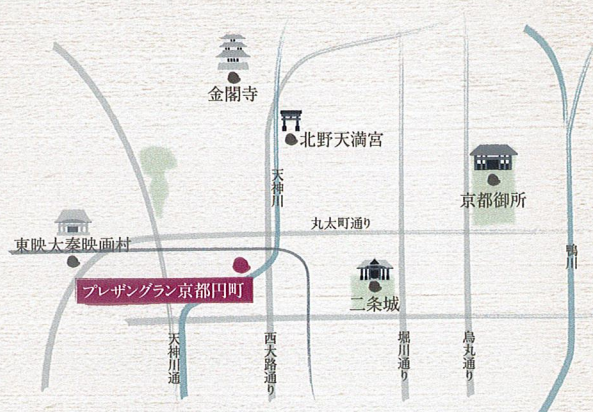 金閣寺
北野天満宮
天神川
京都御所
丸太町通り
東映太秦映画村
鴨川
プレザングラン京都円町
二条城
天神川通
西大路通り
堀川通り
烏丸通り